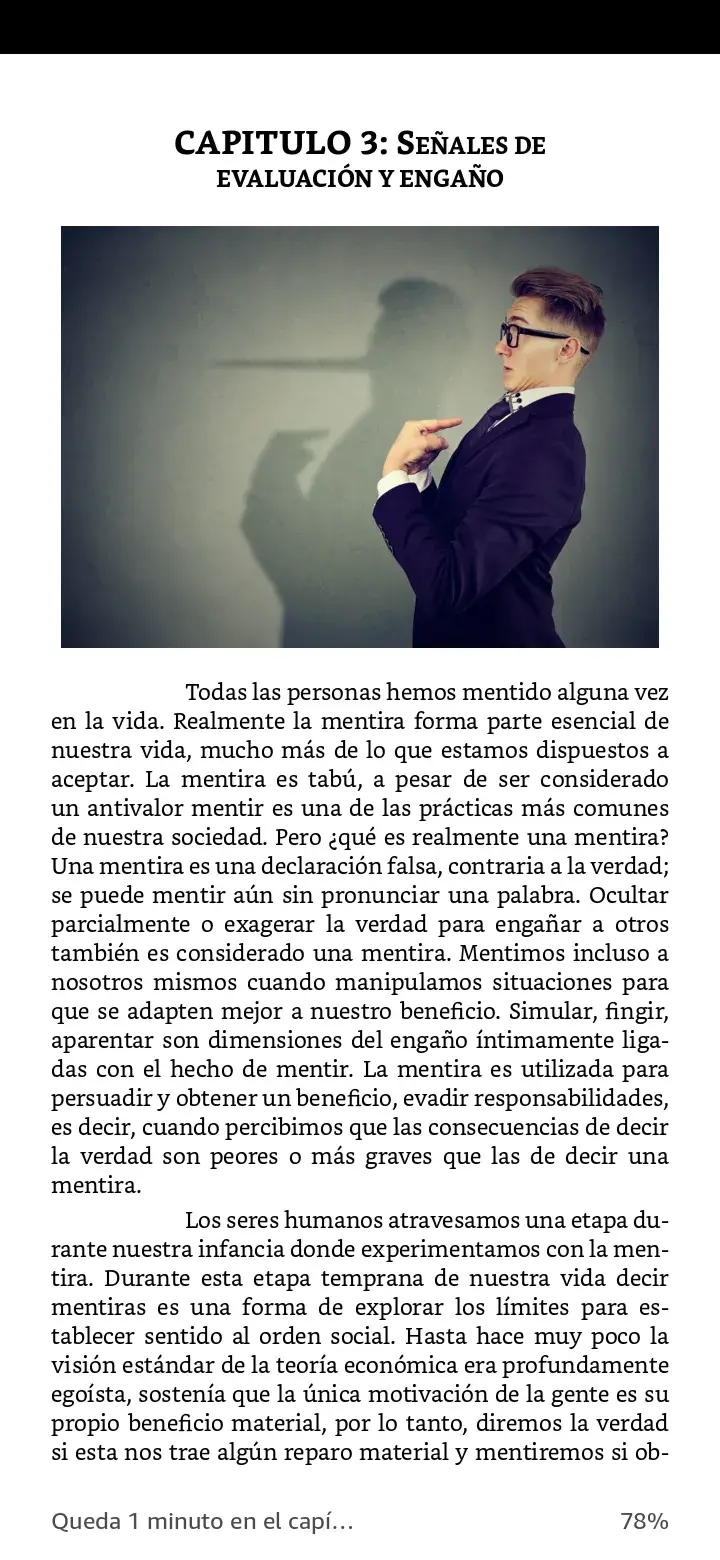 CAPITULO 3: SEÑALES DE
EVALUACIÓN Y ENGAÑO
Todas las personas hemos mentido alguna vez
en la vida. Realmente la mentira forma parte esencial de
nuestra vida, mucho más de lo que estamos dispuestos a
aceptar. La mentira es tabú, a pesar de ser considerado
un antivalor mentir es una de las prácticas más comunes
de nuestra sociedad. Pero ¿qué es realmente una mentira?
Una mentira es una declaración falsa, contraria a la verdad;
se puede mentir aún sin pronunciar una palabra. Ocultar
parcialmente o exagerar la verdad para engañar a otros
también es considerado una mentira. Mentimos incluso a
nosotros mismos cuando manipulamos situaciones para
que se adapten mejor a nuestro beneficio. Simular, fingir,
aparentar son dimensiones del engaño íntimamente liga-
das con el hecho de mentir. La mentira es utilizada para
persuadir y obtener un beneficio, evadir responsabilidades,
es decir, cuando percibimos que las consecuencias de decir
la verdad son peores o más graves que las de decir una
mentira.
Los seres humanos atravesamos una etapa du-
rante nuestra infancia donde experimentamos con la men-
tira. Durante esta etapa temprana de nuestra vida decir
mentiras es una forma de explorar los límites para es-
tablecer sentido al orden social. Hasta hace muy poco la
visión estándar de la teoría económica era profundamente
egoísta, sostenía que la única motivación de la gente es su
propio beneficio material, por lo tanto, diremos la verdad
si esta nos trae algún reparo material y mentiremos si ob-
Queda 1 minuto en el capí… 78%